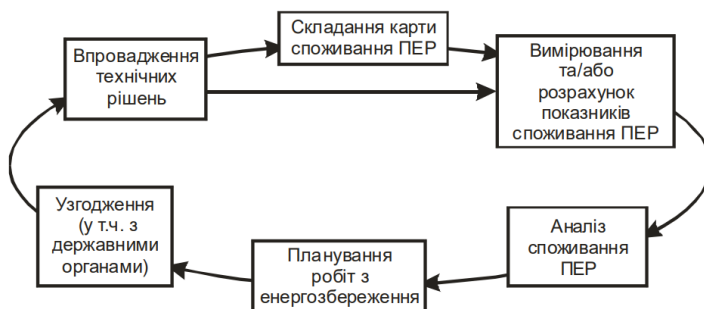 Складання карти
споживання ПЕР
Впровадження
технічних
рішень
Вимірювання
та/або
розрахунок
показників
споживання ПЕР
Узгодження
(у т.ч. з
державними
органами)
Планування
робіт з
енергозбереження
Аналіз
споживання
ПЕР